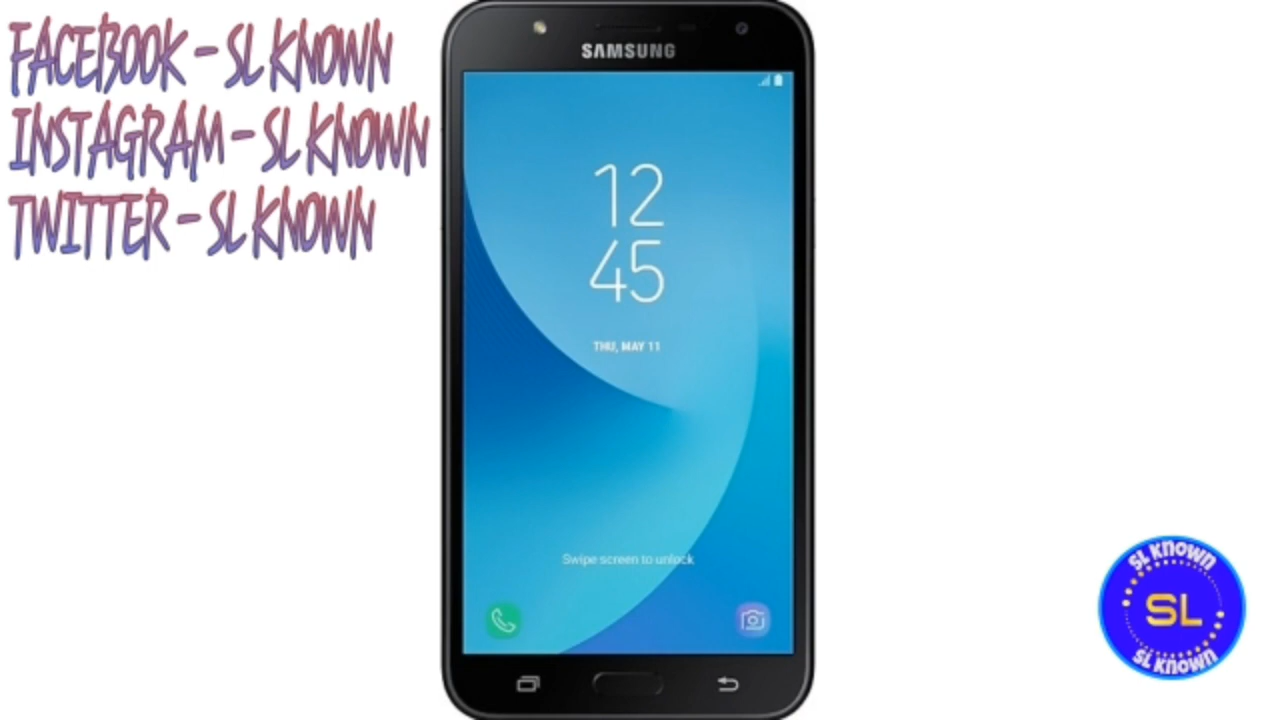 FACEBOOK - SL KNOWN
INSTAGRAM - SL KNOWN
TWITTER - SL KNOWN
SAMSUNG
12
45
THU, MAY 11
Swipe screen to unlock
SL KNOWN
SL
SL KNOWN